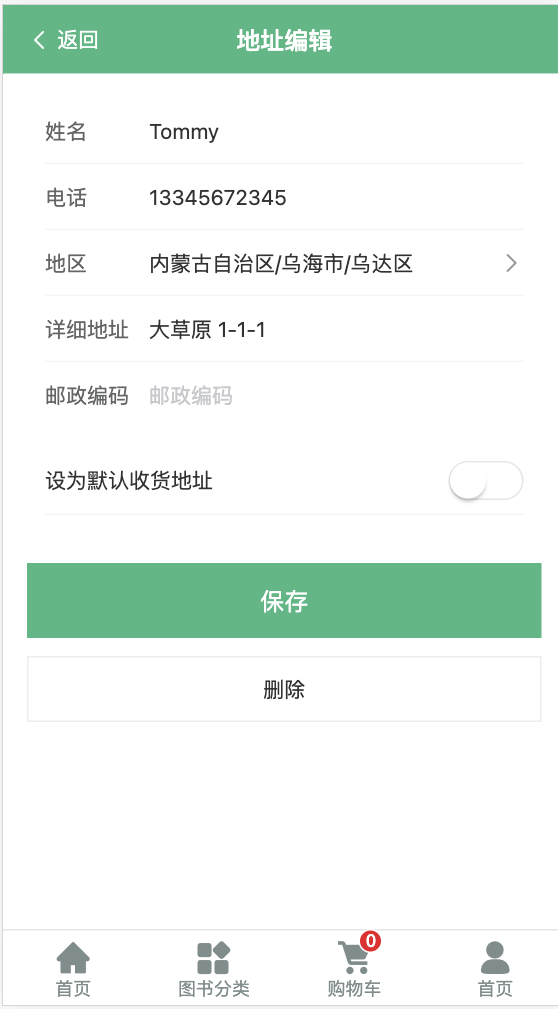 返回 地址编辑
姓名 Tommy
电话 13345672345
地区 内蒙古自治区/乌海市/乌达区
详细地址 大草原 1-1-1
邮政编码 邮政编码
设为默认收货地址
保存
删除
0
首页 图书分类 购物车 首页